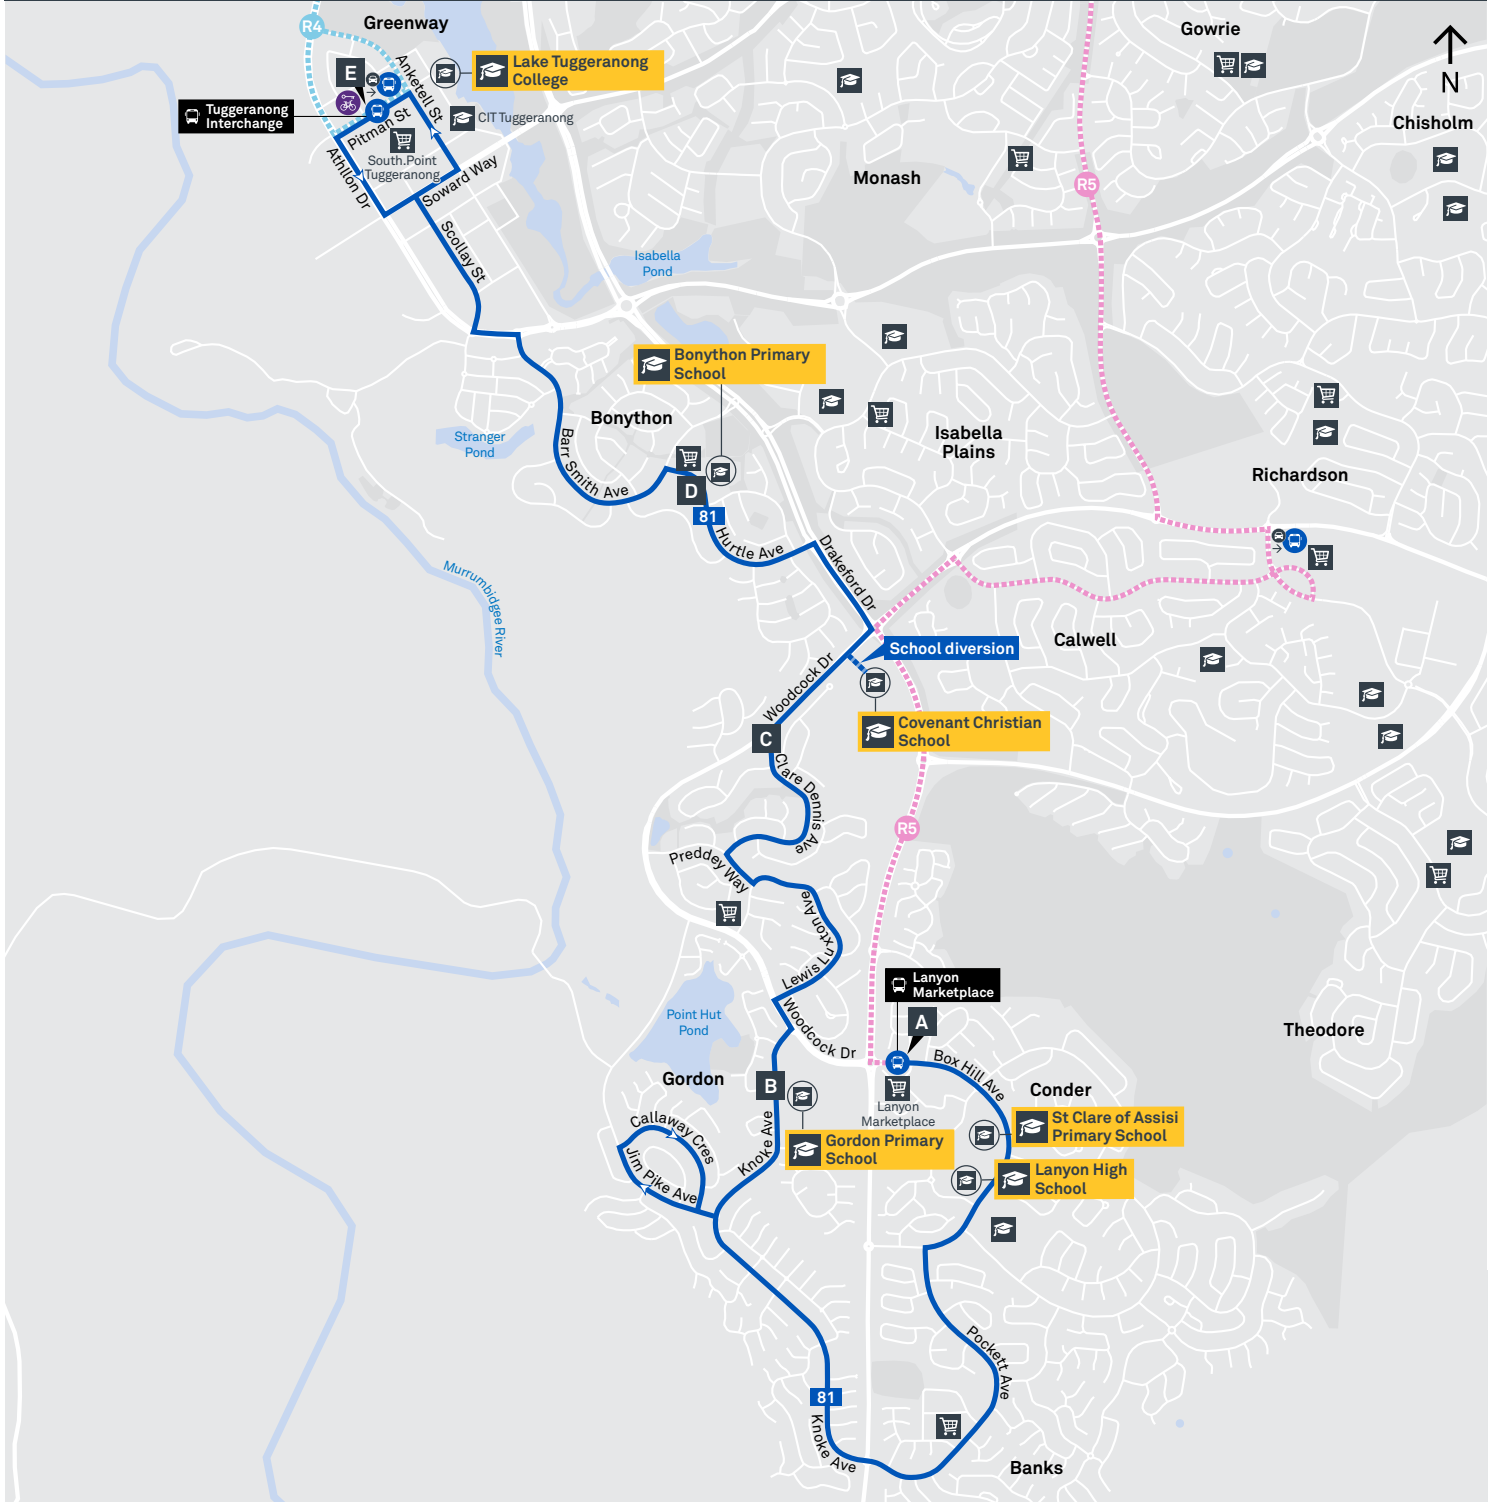 R4
Greenway
Gowrie
N
E
Anketell St
Lake Tuggeranong
College
Tuggeranong
Interchange
Pitman St
CIT Tuggeranong
Chisholm
South.Point
Tuggeranong
Athllon Dr
Soward Way
Monash
R5
Scollay St
Isabella
Pond
Bonython Primary
School
Bonython
Isabella
Plains
Stranger
Pond
Barr Smith Ave
Richardson
D
81
Hurtle Ave
Drakeford Dr
Murrumbidgee River
School diversion
Calwell
Woodcock Dr
Covenant Christian
School
C
Clare Dennis Ave
R5
Preddey Way
Lewis Luxton Ave
Lanyon
Marketplace
A
Point Hut
Pond
Woodcock Dr
Theodore
Box Hill Ave
Gordon
B
Conder
Lanyon
Marketplace
Callaway Cres
St Clare of Assisi
Primary School
Knoke Ave
Gordon Primary
School
Jim Pike Ave
Lanyon High
School
Pockett Ave
81
Knoke Ave
Banks